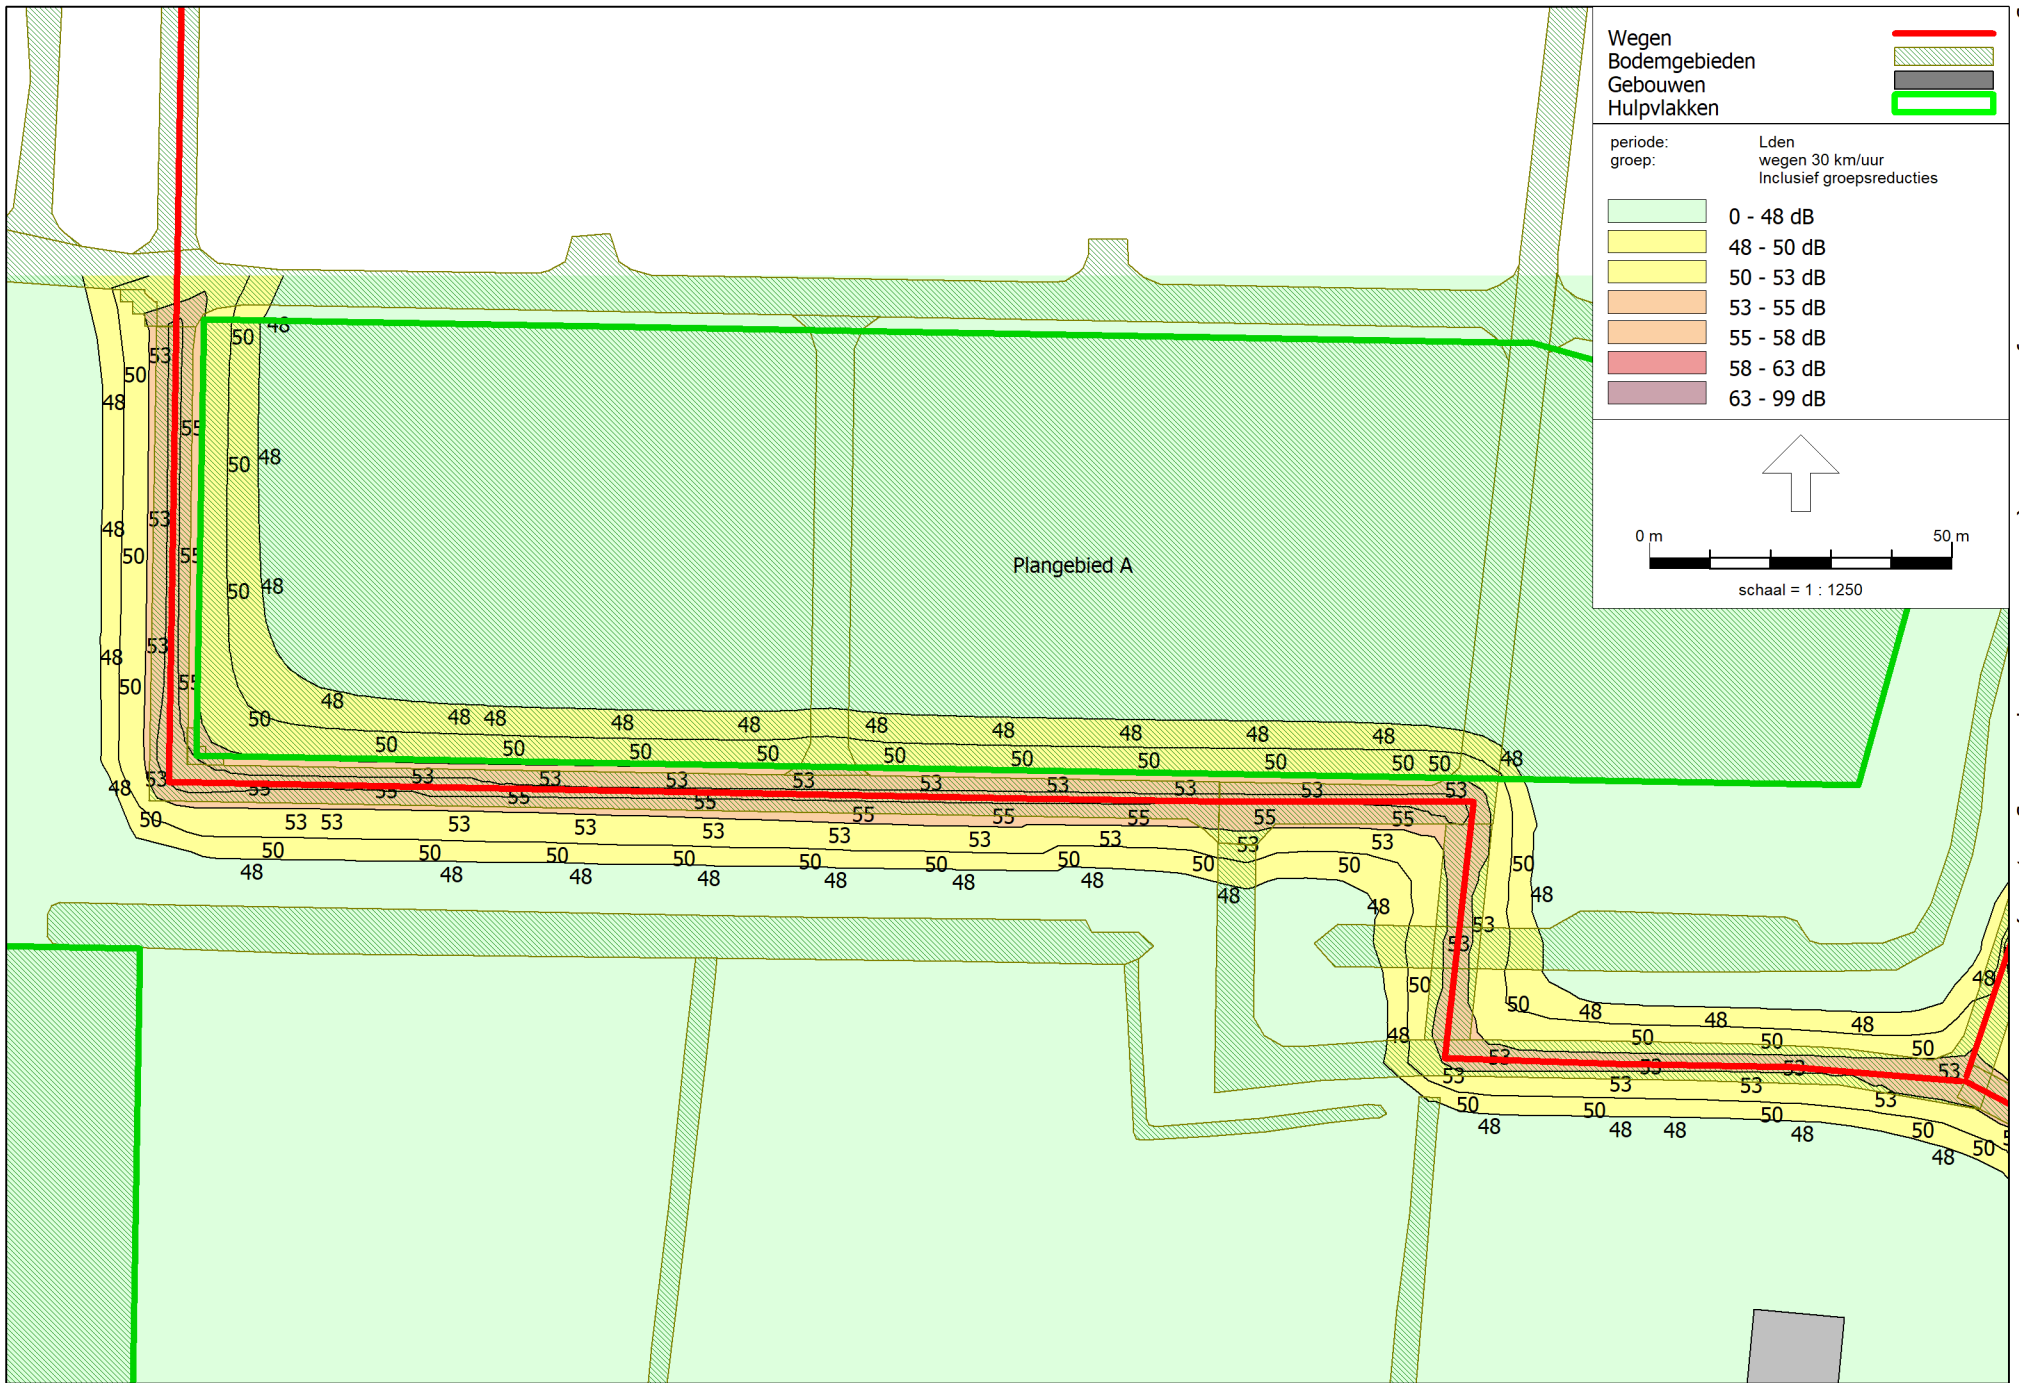 Wegen
Bodemgebieden
Gebouwen
Hulpvlakken
periode: Lden
groep: wegen 30 km/uur
Inclusief groepsreducties
0 - 48 dB
48 - 50 dB
50 - 53 dB
53 - 55 dB
55 - 58 dB
58 - 63 dB
63 - 99 dB
0 m 50 m
schaal = 1 : 1250
48
50
53
50
48
55
50 48
53
48
50
55
50 48
53
48
50
55
48
50
48 48 48 48 48 48 48 48 48 48
50 50 50 50 50 50 50 50 50 50
48
53 53 53 53 53 53 53 53 53 53
48
55 55 55 55 55 55 55 55 55 55
50
53 53 53 53 53 53 53 53 53 53
50 50 50 50 50 50 50 50 50 50
48 48 48 48 48 48 48 48 48
48
53
53
50
48
50
50 48 48 48
48
50 50 50
53 53 53 53
53 53 53 53
50 50 50 50 50
48 48 48 48 48
48
Plangebied A